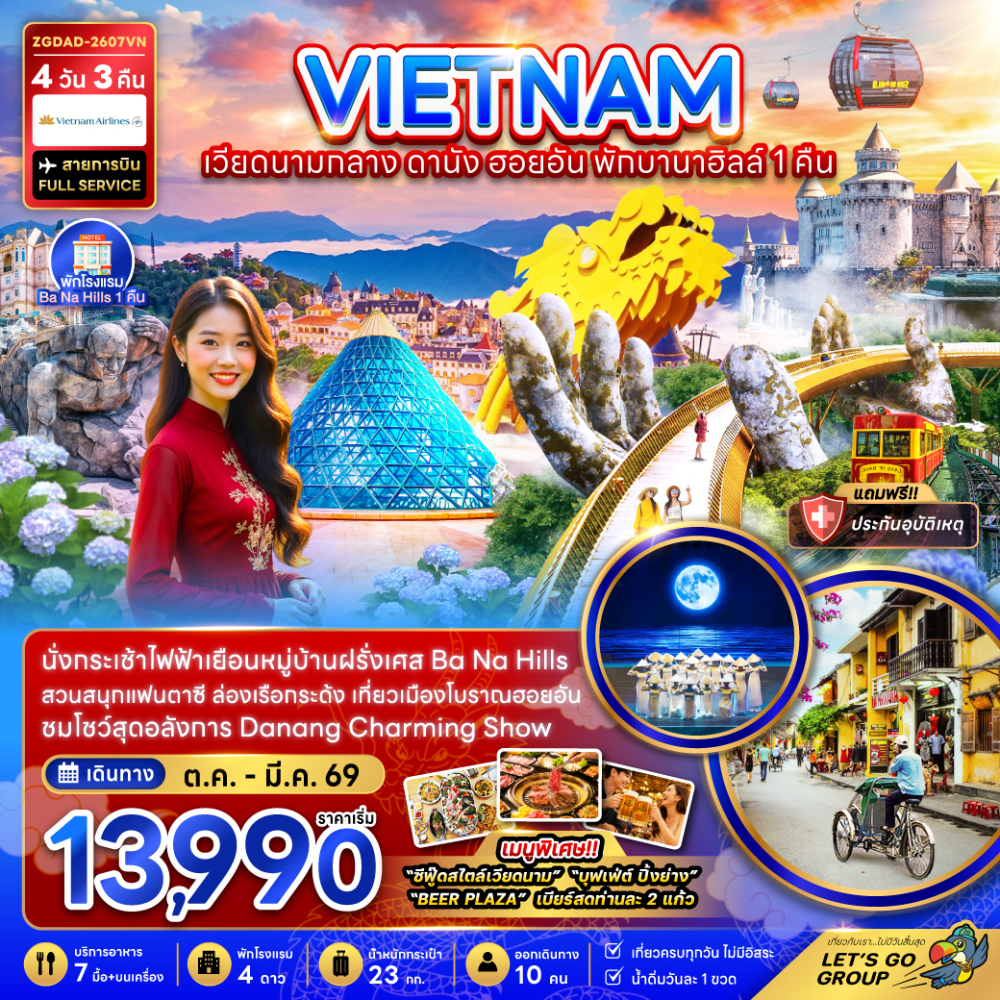 ZGDAD-2607VN
4 วัน 3 คืน
Vietnam Airlines
สายการบิน
FULL SERVICE
VIETNAM
เวียดนามกลาง ดานัง ฮอยอัน พักบานาฮิลล์ 1 คืน
HOTEL
พักโรงแรม
Ba Na Hills 1 คืน
แถมฟรี!!
ประกันอุบัติเหตุ
นั่งกระเช้าไฟฟ้าเยือนหมู่บ้านฝรั่งเศส Ba Na Hills
สวนสนุกแฟนตาซี ล่องเรือกระด้ง เที่ยวเมืองโบราณฮอยอัน
ชมโชว์สุดอลังการ Danang Charming Show
เดินทาง ต.ค. - มี.ค. 69
ราคาเริ่ม
13,990
เมนูพิเศษ!!
“ซีฟู๊ดสไตล์เวียดนาม” “บุฟเฟ่ต์ ปิ้งย่าง”
“BEER PLAZA” เบียร์สดท่านละ 2 แก้ว
บริการอาหาร
7 มื้อ+บนเครื่อง
พักโรงแรม
4 ดาว
น้ำหนักกระเป๋า
23 กก.
ออกเดินทาง
10 คน
เที่ยวครบทุกวัน ไม่มีอิสระ
น้ำดื่มวันละ 1 ขวด
เที่ยวกับเรา...ไม่มีวันสิ้นสุด
LET'S GO
GROUP